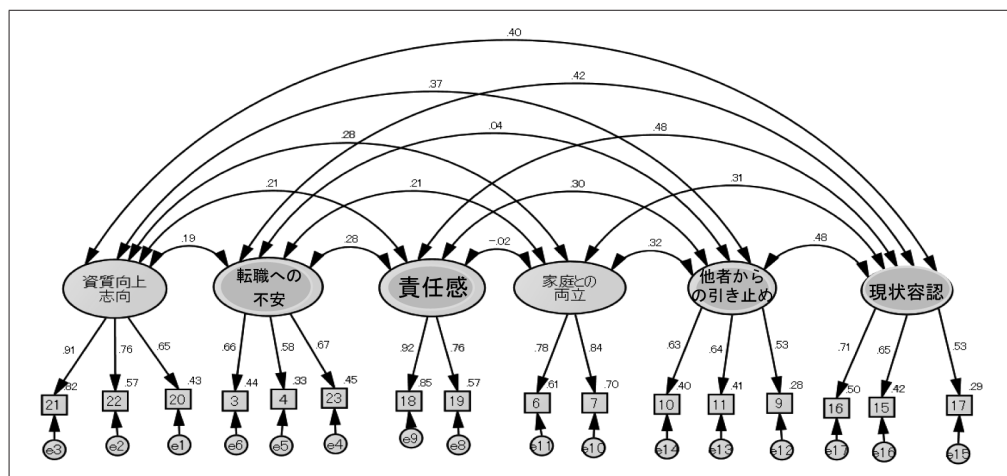 .40
.42
.37
.04
.48
.28
.21
.21
.30
.31
.19
.28
-.02
.32
.48
資質向上
志向
転職への
不安
責任感
家庭との
両立
他者から
の引き止め
現状容認
.91 .76 .65 .66 .58 .67 .92 .76 .78 .84 .63 .64 .53 .71 .65 .53
.82 .57 .43 .44 .33 .45 .85 .57 .61 .70 .40 .41 .28 .50 .42 .29
21 22 20 3 4 23 18 19 6 7 10 11 9 16 15 17
e3 e2 e1 e6 e5 e4 e9 e8 e11 e10 e14 e13 e12 e17 e16 e15